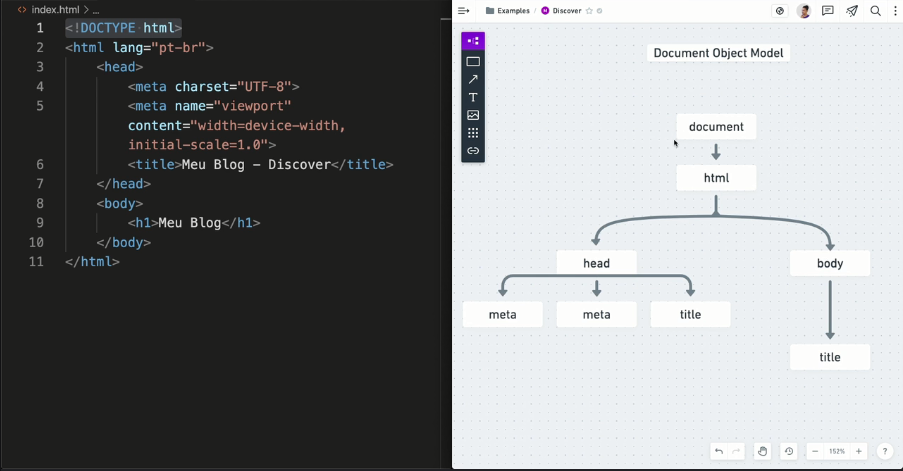 index.html > ...
1 <!DOCTYPE html>
2 <html lang="pt-br">
3 <head>
4 <meta charset="UTF-8">
5 <meta name="viewport"
content="width=device-width,
initial-scale=1.0">
6 <title>Meu Blog – Discover</title>
7 </head>
8 <body>
9 <h1>Meu Blog</h1>
10 </body>
11 </html>
Examples / Discover
T
Document Object Model
document
html
head
body
meta
meta
title
title
152%
?